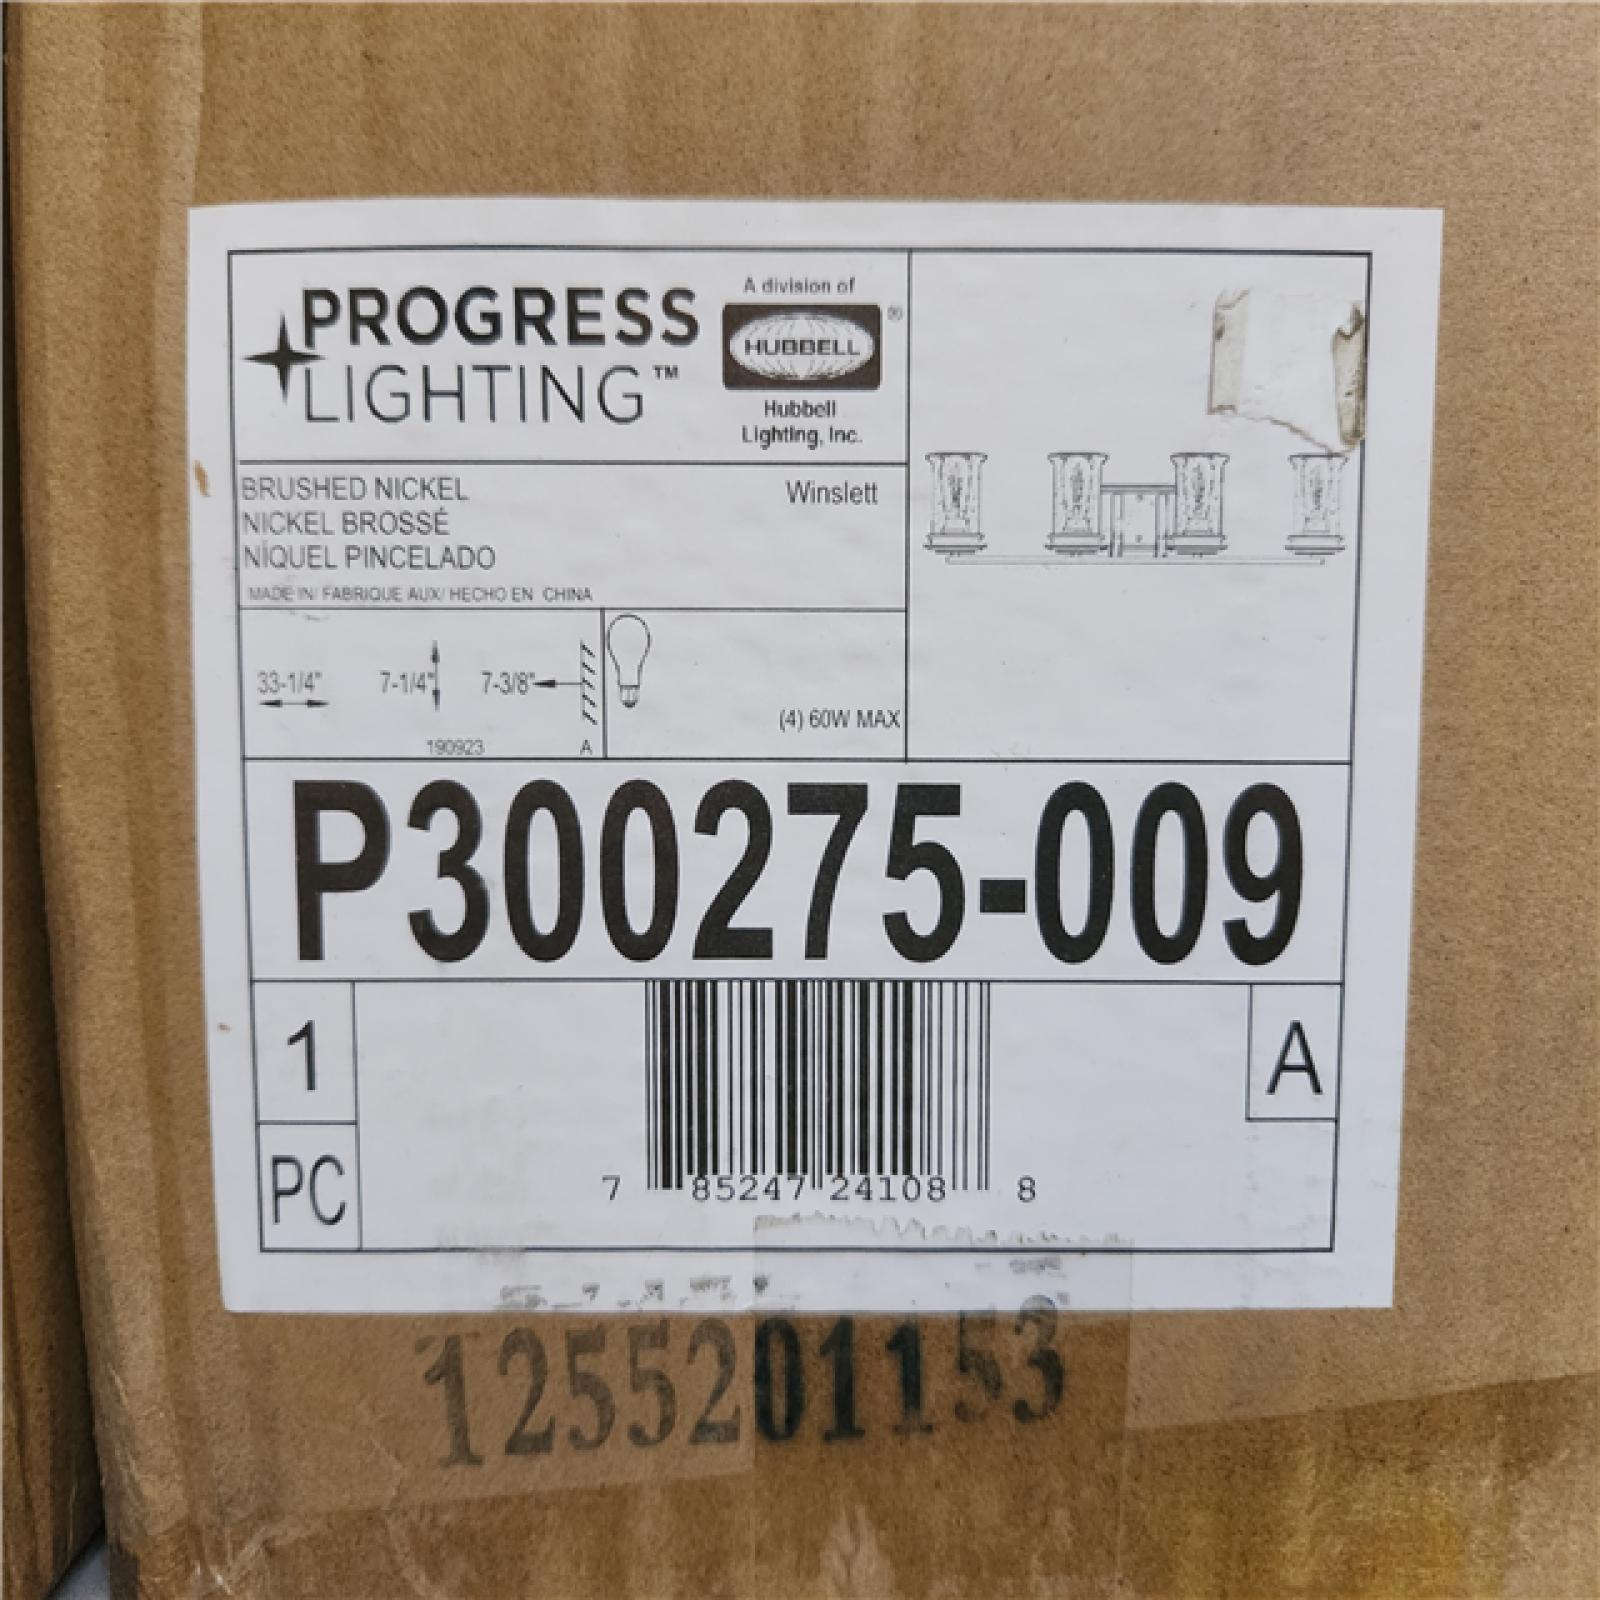 PROGRESS
LIGHTING™
A division of
HUBBELL®
Hubbell
Lighting, Inc.
BRUSHED NICKEL
Winslett
NICKEL BROSSÉ
NÍQUEL PINCELADO
MADE IN/ FABRIQUE AUX/ HECHO EN CHINA
33-1/4" 7-1/4" 7-3/8"
190923 A
(4) 60W MAX
P300275-009
1
PC
A
7 85247 24108 8
1255201153